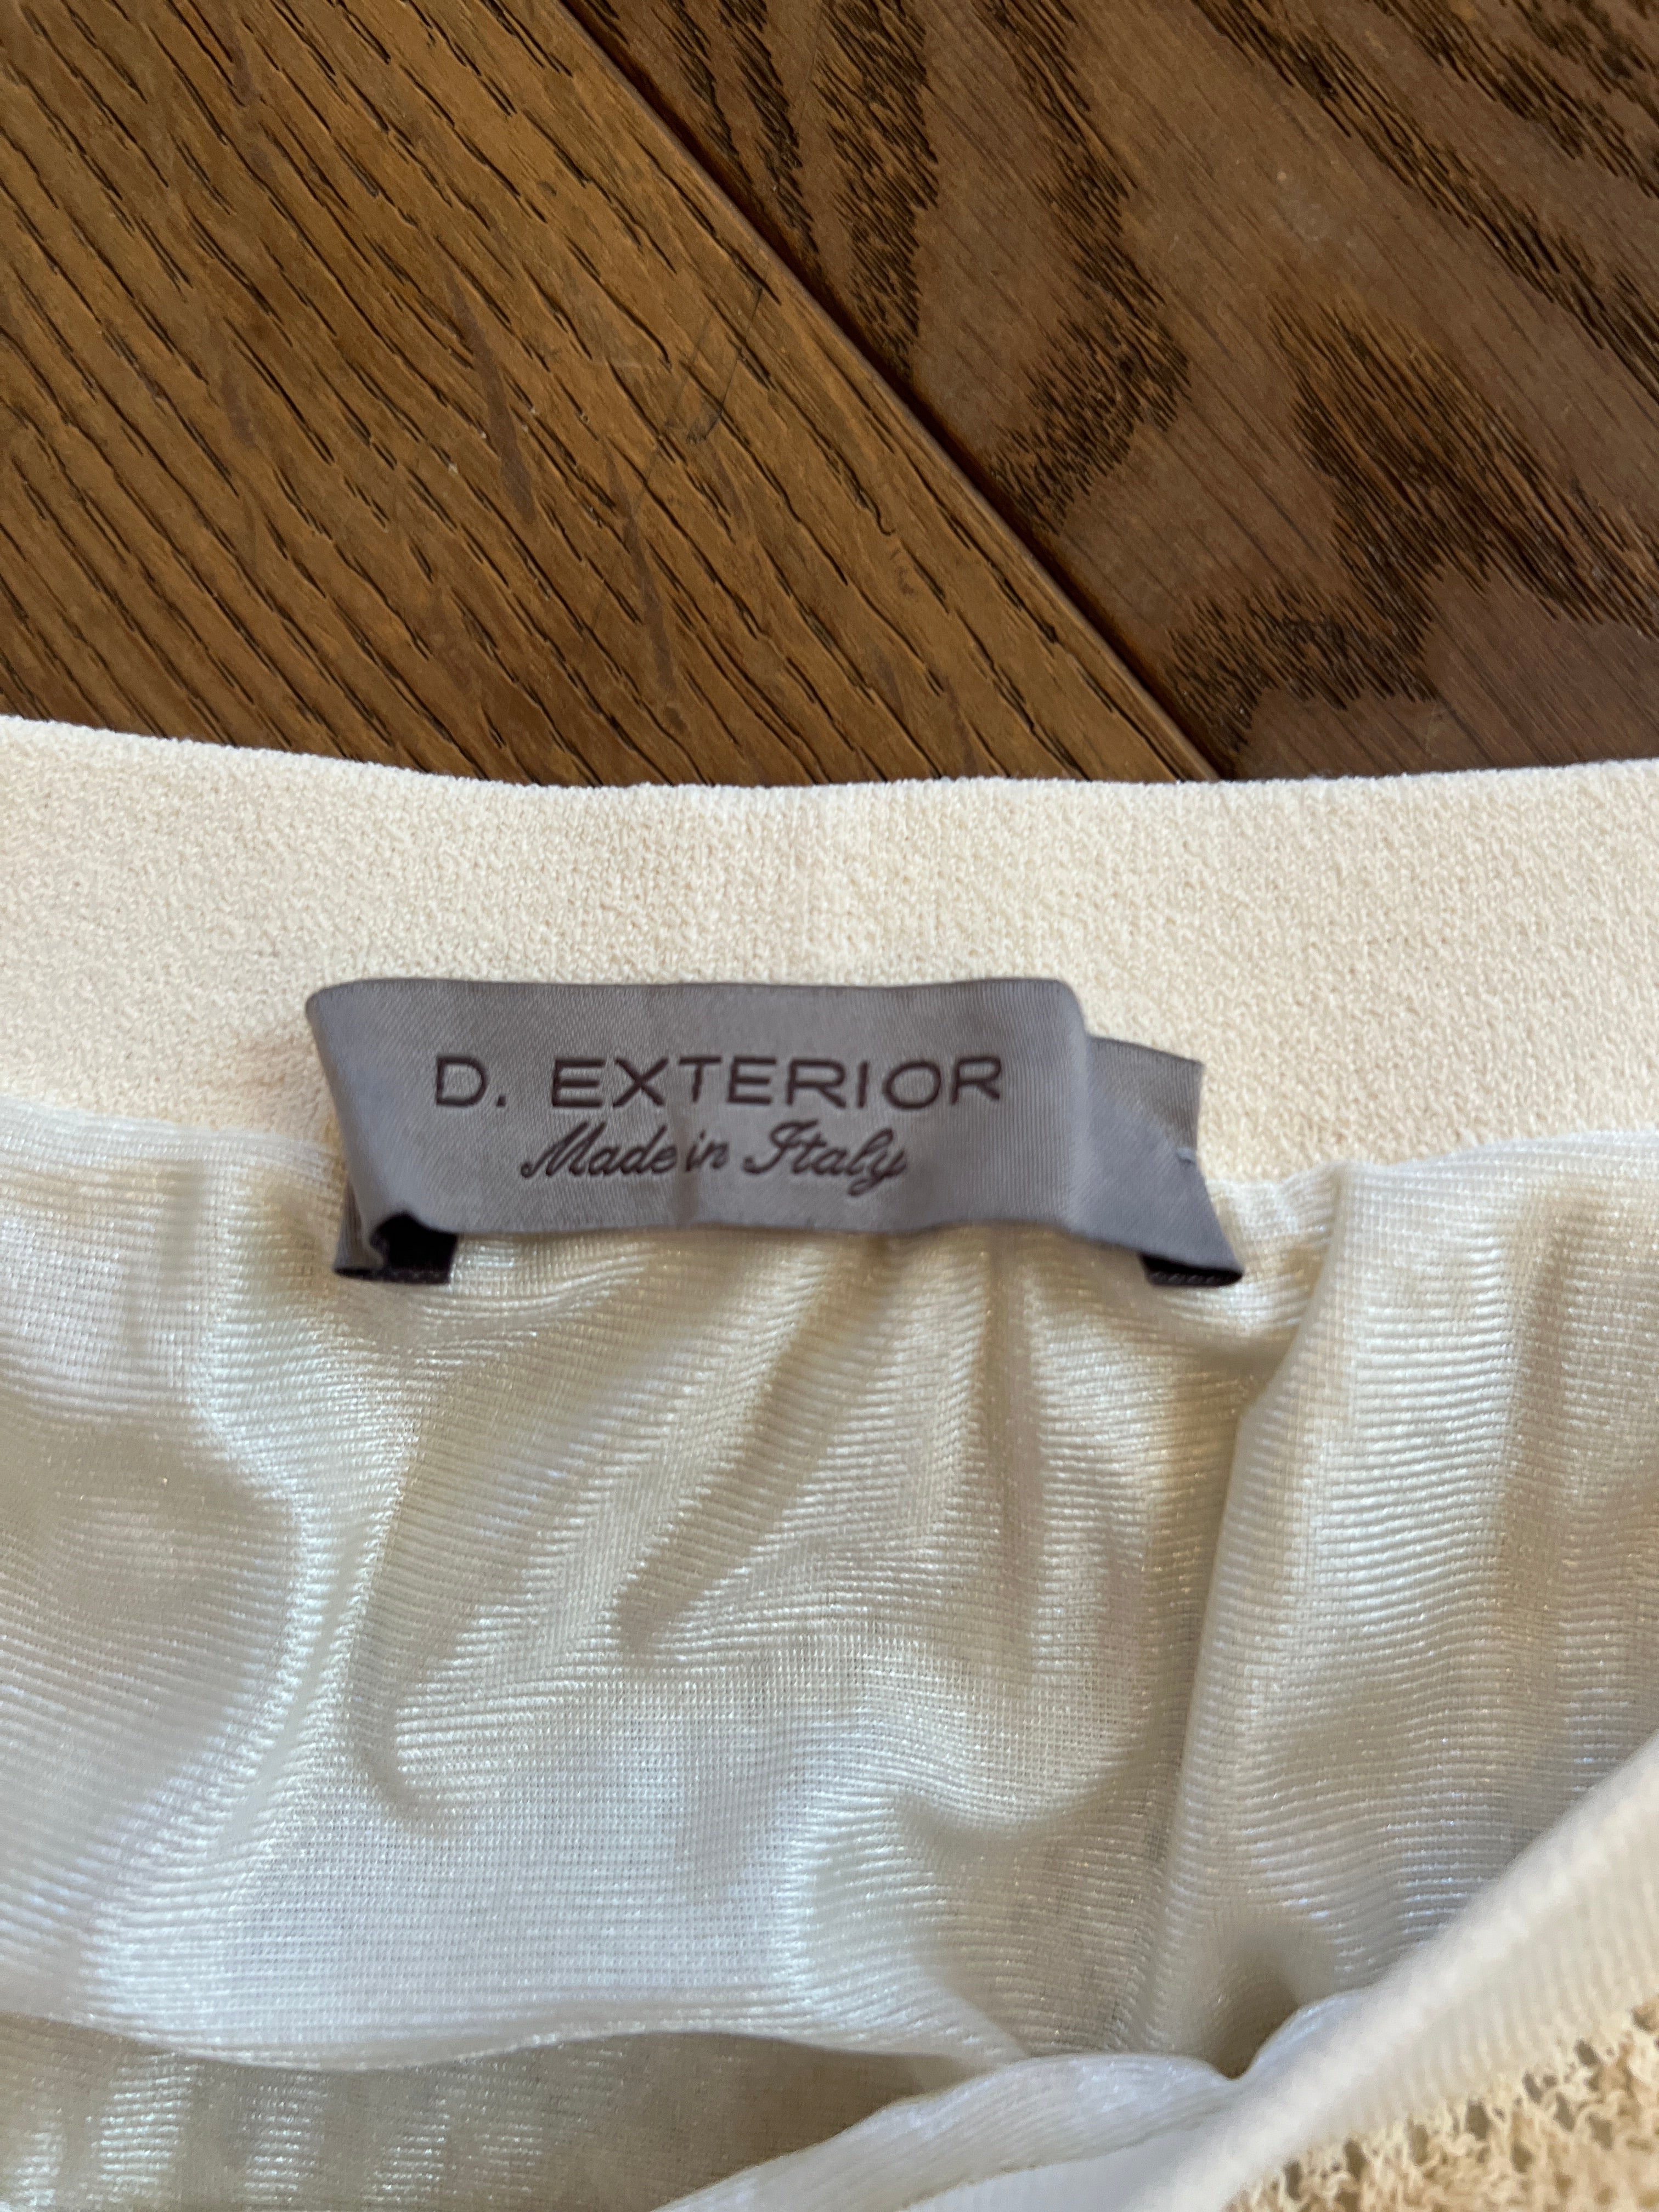 D. EXTERIOR
Made in Italy